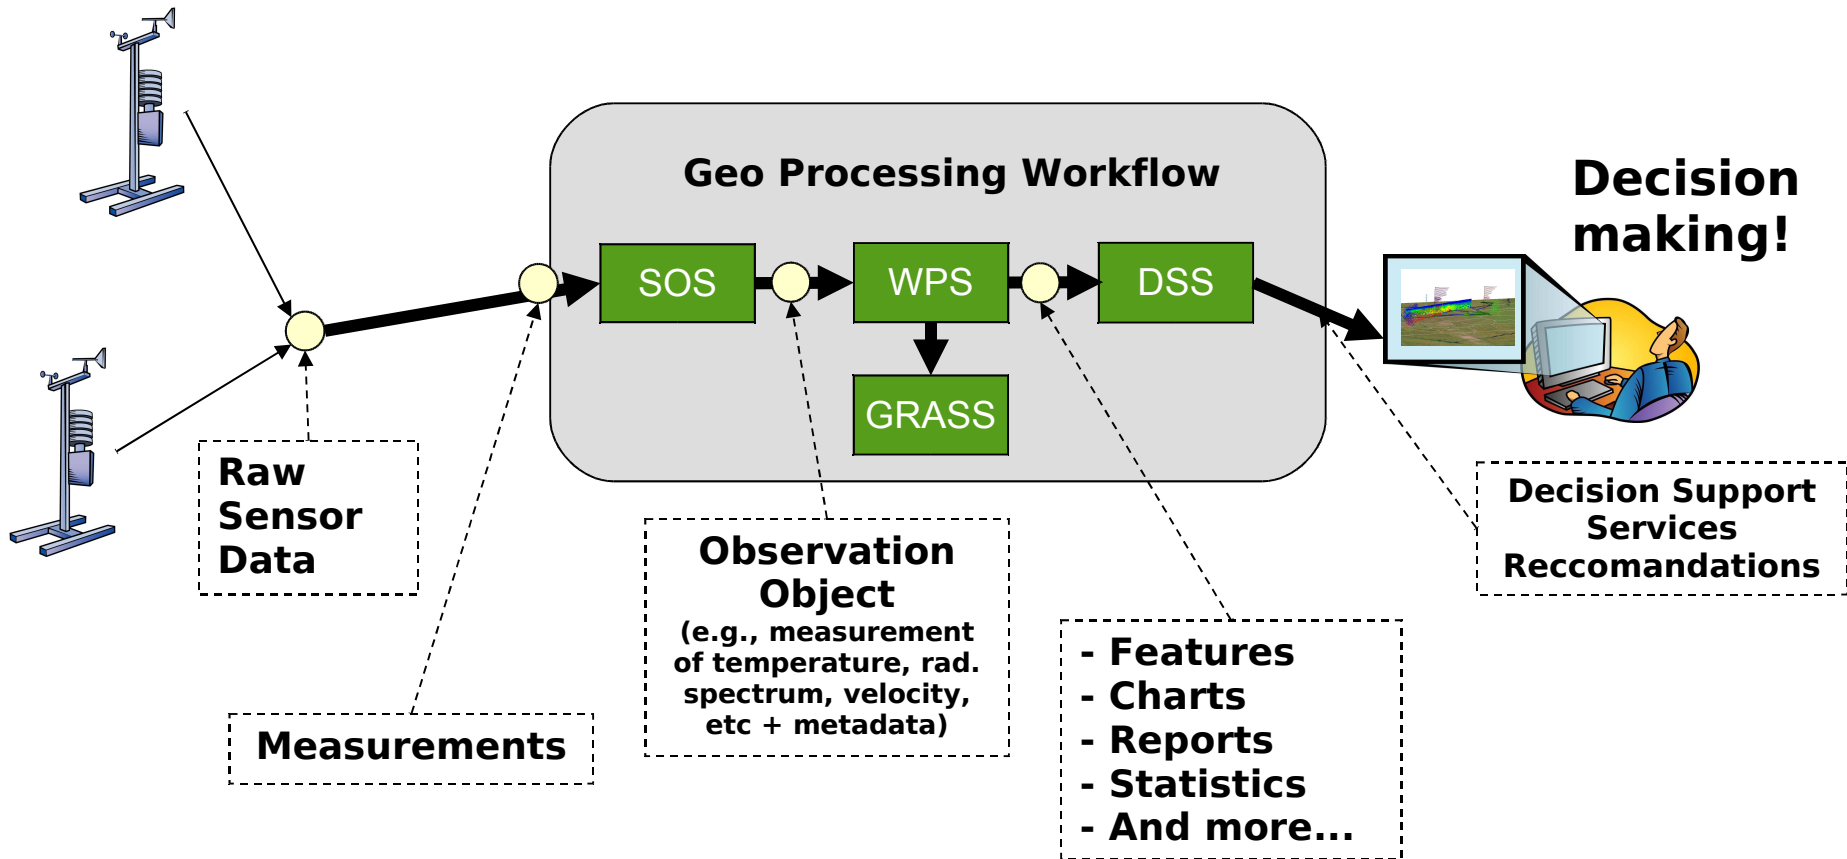 Geo Processing Workflow
Decision
making!
SOS
WPS
DSS
GRASS
Raw
Sensor
Data
Measurements
Observation
Object
(e.g., measurement
of temperature, rad.
spectrum, velocity,
etc + metadata)
- Features
- Charts
- Reports
- Statistics
- And more...
Decision Support
Services
Reccomandations